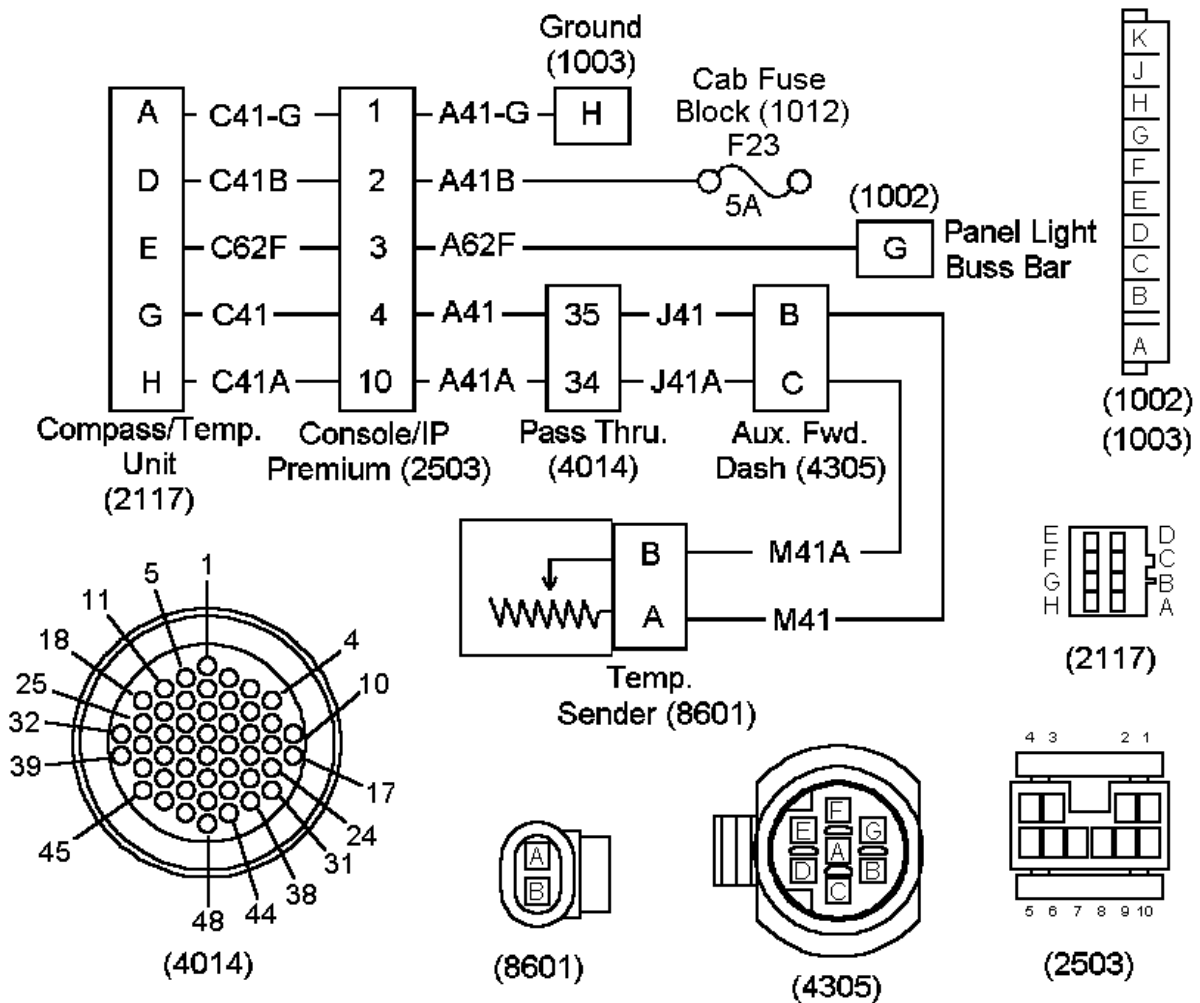 Ground
(1003)
Cab Fuse
Block (1012)
F23
5A
A C41-G 1 A41-G H
D C41B 2 A41B
E C62F 3 A62F
(1002)
G
Panel Light
Buss Bar
G C41 4 A41 35 J41 B
H C41A 10 A41A 34 J41A C
Compass/Temp.
Unit
(2117)
Console/IP
Premium (2503)
Pass Thru.
(4014)
Aux. Fwd.
Dash (4305)
K
J
H
G
F
E
D
C
B
A
(1002)
(1003)
B M41A
A M41
Temp.
Sender (8601)
E D
F C
G B
H A
(2117)
1
5
11
18
25
32
39
45
48
44
38
31
24
17
10
4
(4014)
A
B
(8601)
F
E G
A
D B
C
(4305)
4 3 2 1
5 6 7 8 9 10
(2503)